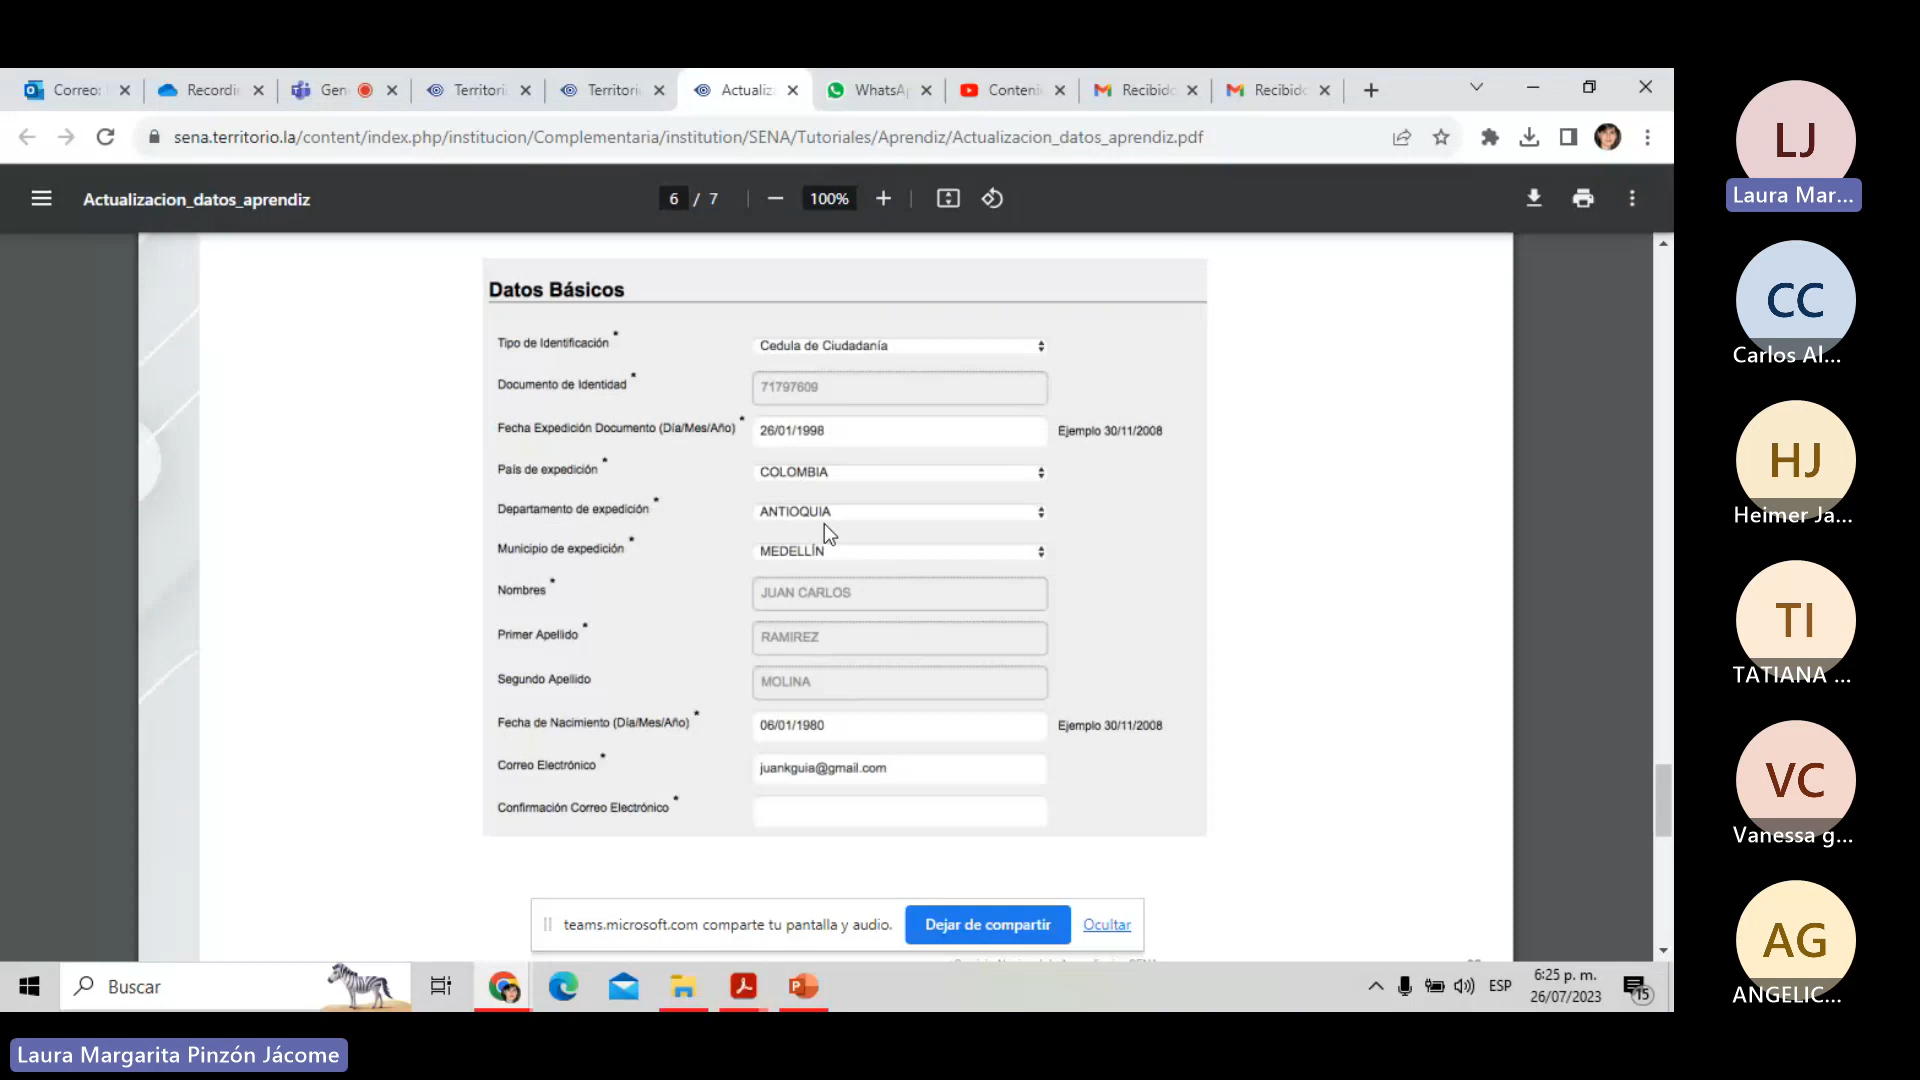 Correo:
Recordi
Gen
Territori
Territori
Actualiz
WhatsA
Conteni
Recibido
Recibido
sena.territorio.la/content/index.php/institucion/Complementaria/institution/SENA/Tutoriales/Aprendiz/Actualizacion_datos_aprendiz.pdf
Actualizacion_datos_aprendiz
6 / 7
100%
Datos Básicos
Tipo de Identificación *
Cedula de Ciudadanía
Documento de Identidad *
71797609
Fecha Expedición Documento (Día/Mes/Año) *
26/01/1998
Ejemplo 30/11/2008
País de expedición *
COLOMBIA
Departamento de expedición *
ANTIOQUIA
Municipio de expedición *
MEDELLÍN
Nombres *
JUAN CARLOS
Primer Apellido *
RAMIREZ
Segundo Apellido
MOLINA
Fecha de Nacimiento (Día/Mes/Año) *
06/01/1980
Ejemplo 30/11/2008
Correo Electrónico *
juankguia@gmail.com
Confirmación Correo Electrónico *
teams.microsoft.com comparte tu pantalla y audio.
Dejar de compartir
Ocultar
Buscar
ESP
6:25 p. m.
26/07/2023
15
LJ
Laura Mar...
CC
Carlos Al...
HJ
Heimer Ja...
TI
TATIANA ...
VC
Vanessa g...
AG
ANGELIC...
Laura Margarita Pinzón Jácome